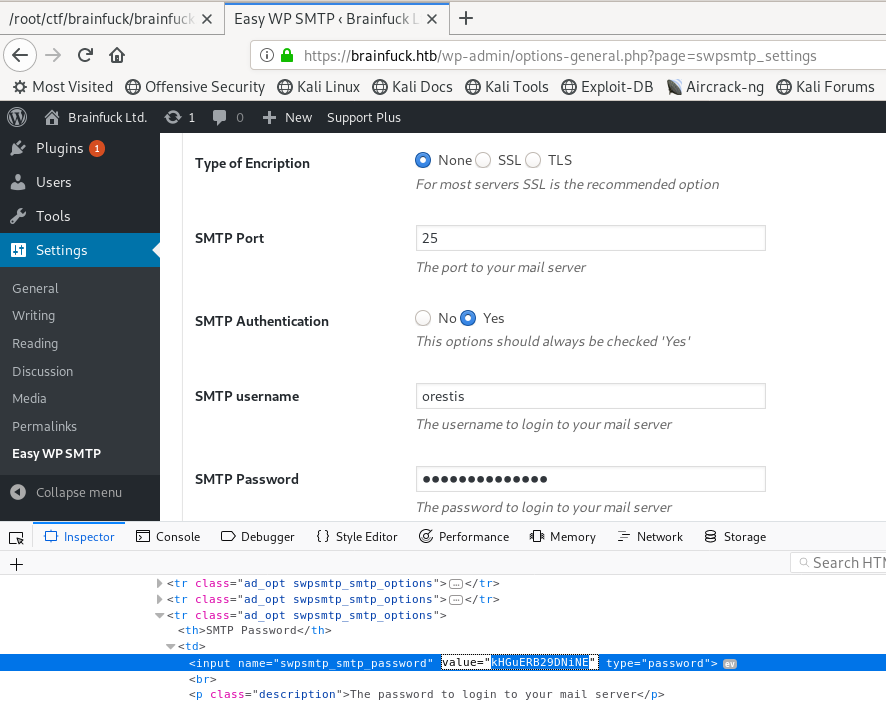 /root/ctf/brainfuck/brainfuck
Easy WP SMTP ‹ Brainfuck L
https://brainfuck.htb/wp-admin/options-general.php?page=swpsmtp_settings
Most Visited Offensive Security Kali Linux Kali Docs Kali Tools Exploit-DB Aircrack-ng Kali Forums
Brainfuck Ltd. 1 0 New Support Plus
Plugins 1
Users
Tools
Settings
General
Writing
Reading
Discussion
Media
Permalinks
Easy WP SMTP
Collapse menu
Type of Encription
None SSL TLS
For most servers SSL is the recommended option
SMTP Port
25
The port to your mail server
SMTP Authentication
No Yes
This options should always be checked 'Yes'
SMTP username
orestis
The username to login to your mail server
SMTP Password
●●●●●●●●●●●●●●
The password to login to your mail server
Inspector Console Debugger {} Style Editor Performance Memory Network Storage
Search HTM
<tr class="ad_opt swpsmtp_smtp_options">…</tr>
<tr class="ad_opt swpsmtp_smtp_options">…</tr>
<tr class="ad_opt swpsmtp_smtp_options">
<th>SMTP Password</th>
<td>
<input name="swpsmtp_smtp_password" value="kHGuERB29DNiNE" type="password"> ev
<br>
<p class="description">The password to login to your mail server</p>